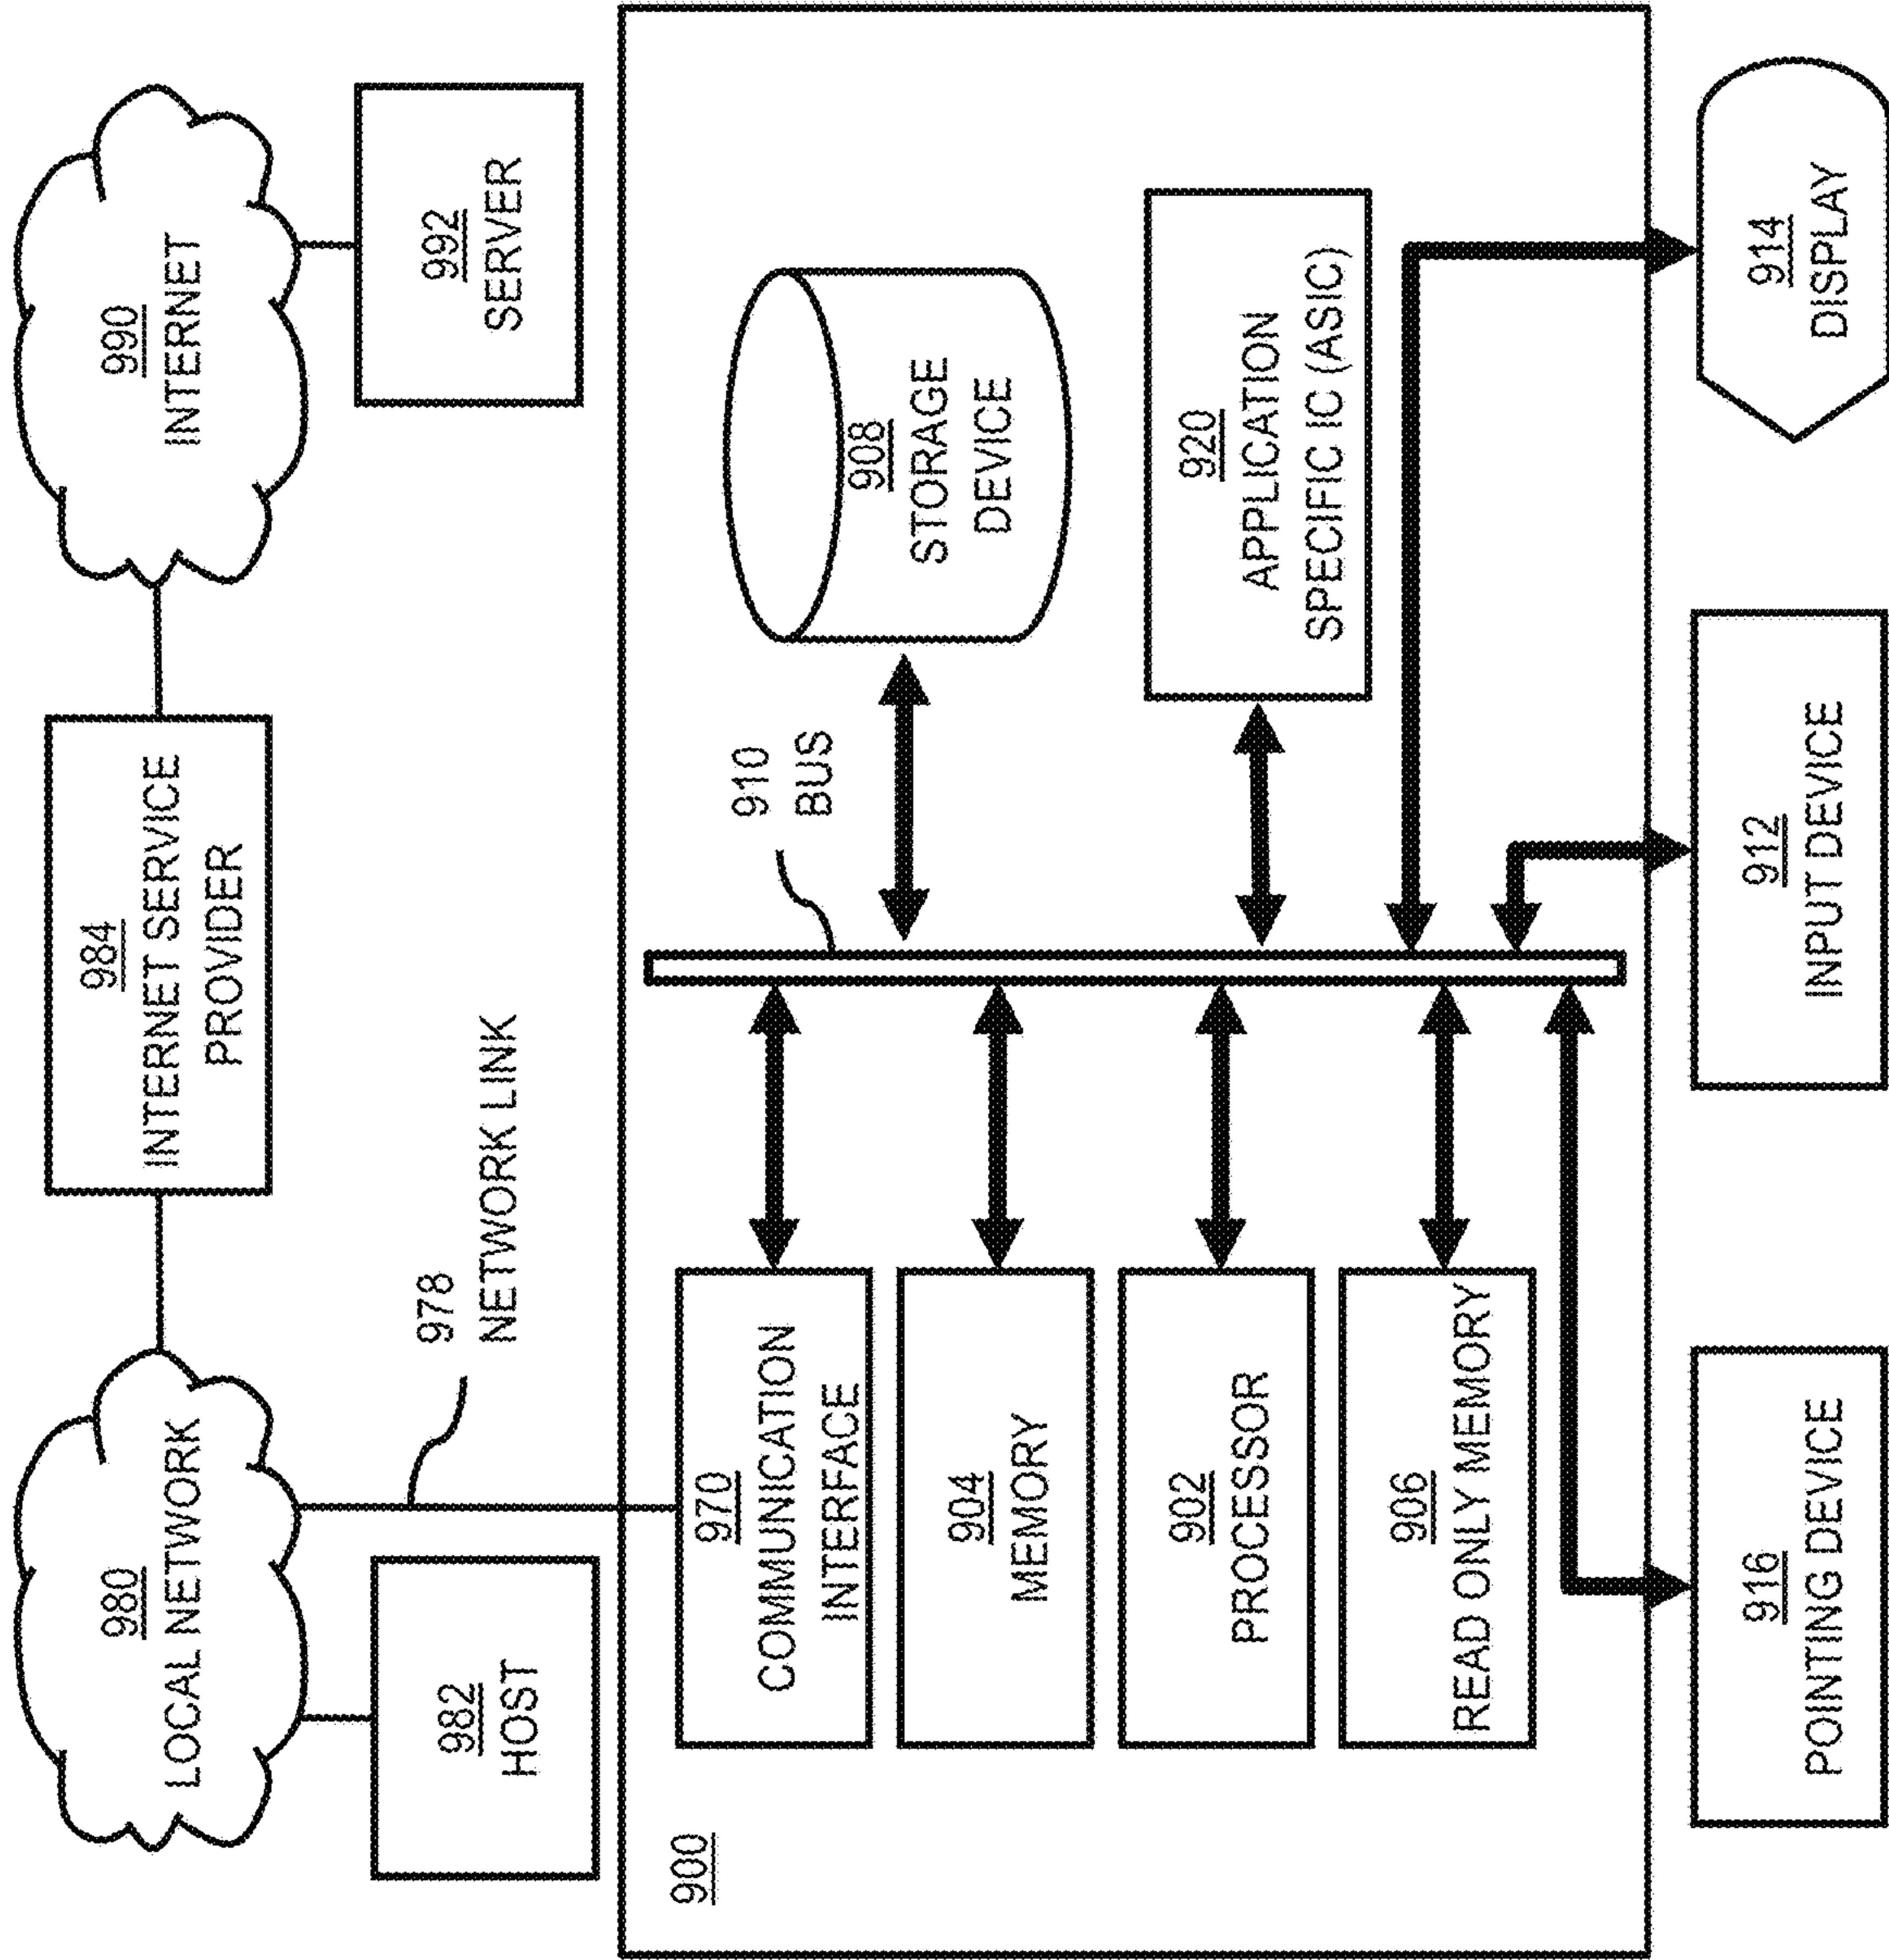 980
LOCAL NETWORK
984
INTERNET SERVICE
PROVIDER
990
INTERNET
982
HOST
978
NETWORK LINK
992
SERVER
900
970
COMMUNICATION
INTERFACE
904
MEMORY
902
PROCESSOR
906
READ ONLY MEMORY
910
BUS
908
STORAGE
DEVICE
920
APPLICATION
SPECIFIC IC (ASIC)
916
POINTING DEVICE
912
INPUT DEVICE
914
DISPLAY